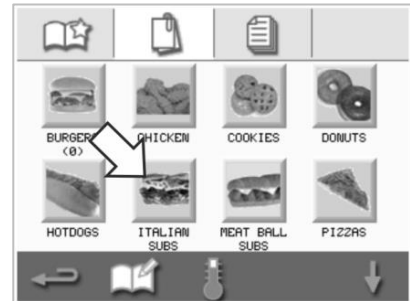 BURGERS
(0)
CHICKEN
COOKIES
DONUTS
HOTDOGS
ITALIAN
SUBS
MEAT BALL
SUBS
PIZZAS